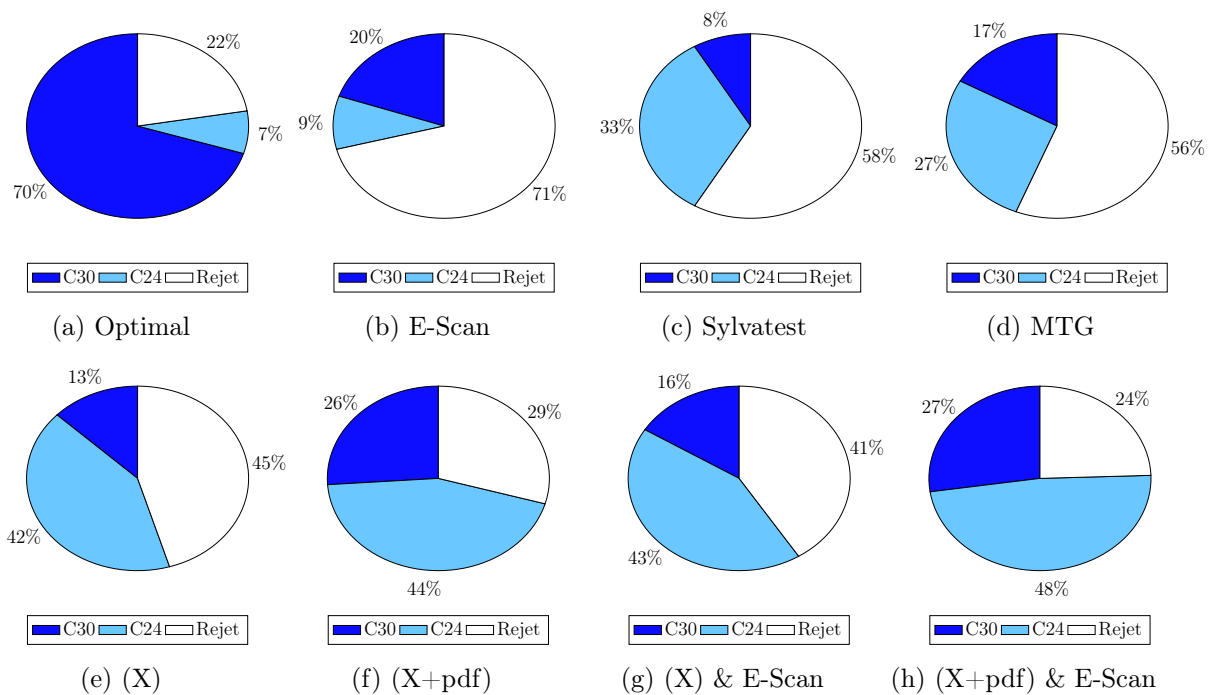 22%
7%
70%
C30 C24 Rejet
(a) Optimal
20%
9%
71%
C30 C24 Rejet
(b) E-Scan
8%
33%
58%
C30 C24 Rejet
(c) Sylvatest
17%
27%
56%
C30 C24 Rejet
(d) MTG
13%
45%
42%
C30 C24 Rejet
(e) (X)
26%
29%
44%
C30 C24 Rejet
(f) (X+pdf)
16%
41%
43%
C30 C24 Rejet
(g) (X) & E-Scan
27%
24%
48%
C30 C24 Rejet
(h) (X+pdf) & E-Scan